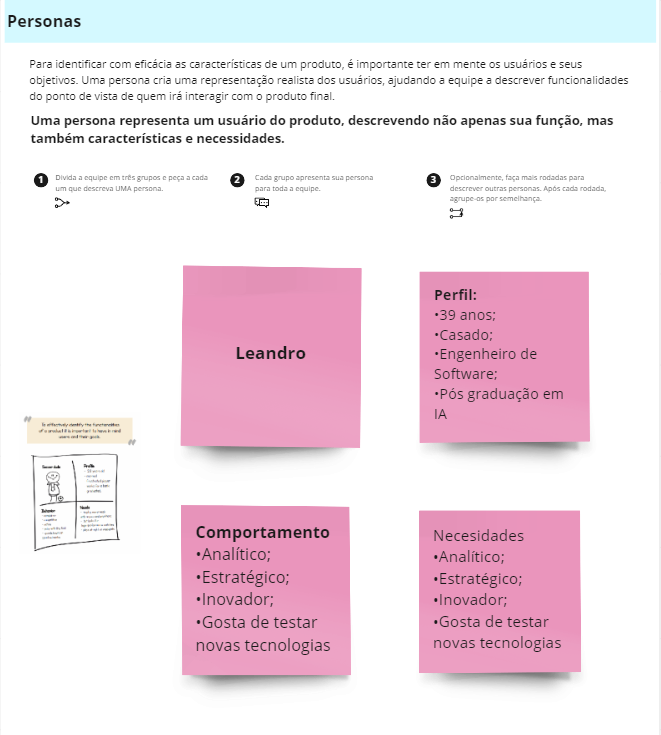 Personas
Para identificar com eficácia as características de um produto, é importante ter em mente os usuários e seus
objetivos. Uma persona cria uma representação realista dos usuários, ajudando a equipe a descrever funcionalidades
do ponto de vista de quem irá interagir com o produto final.
Uma persona representa um usuário do produto, descrevendo não apenas sua função, mas
também características e necessidades.
1 Divida a equipe em três grupos e peça a cada
um que descreva UMA persona.
2 Cada grupo apresenta sua persona
para toda a equipe.
3 Opcionalmente, faça mais rodadas para
descrever outras personas. Após cada rodada,
agrupe-os por semelhança.
Leandro
Perfil:
•39 anos;
•Casado;
•Engenheiro de
Software;
•Pós graduação em
IA
To effectively identify the functionalities
of a product it is important to have in mind
users and their goals.
Profile
Behavior
Needs
Comportamento
•Analítico;
•Estratégico;
•Inovador;
•Gosta de testar
novas tecnologias
Necesidades
•Analítico;
•Estratégico;
•Inovador;
•Gosta de testar
novas tecnologias